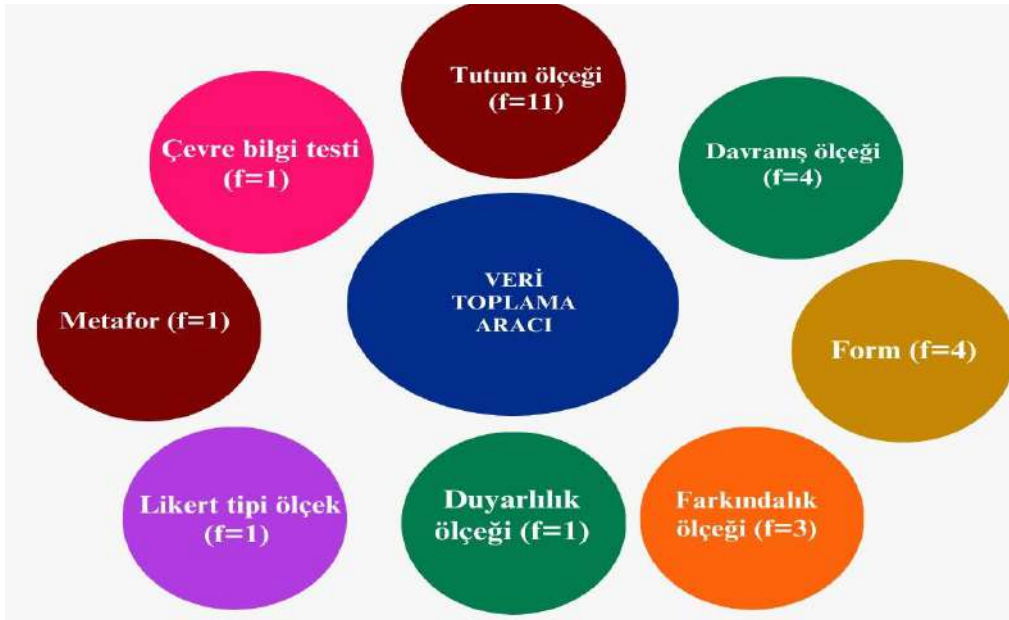 Tutum ölçeği
(f=11)
Çevre bilgi testi
(f=1)
Davranış ölçeği
(f=4)
VERİ
TOPLAMA
ARACI
Metafor (f=1)
Form (f=4)
Likert tipi ölçek
(f=1)
Duyarlılık
ölçeği (f=1)
Farkındalık
ölçeği (f=3)